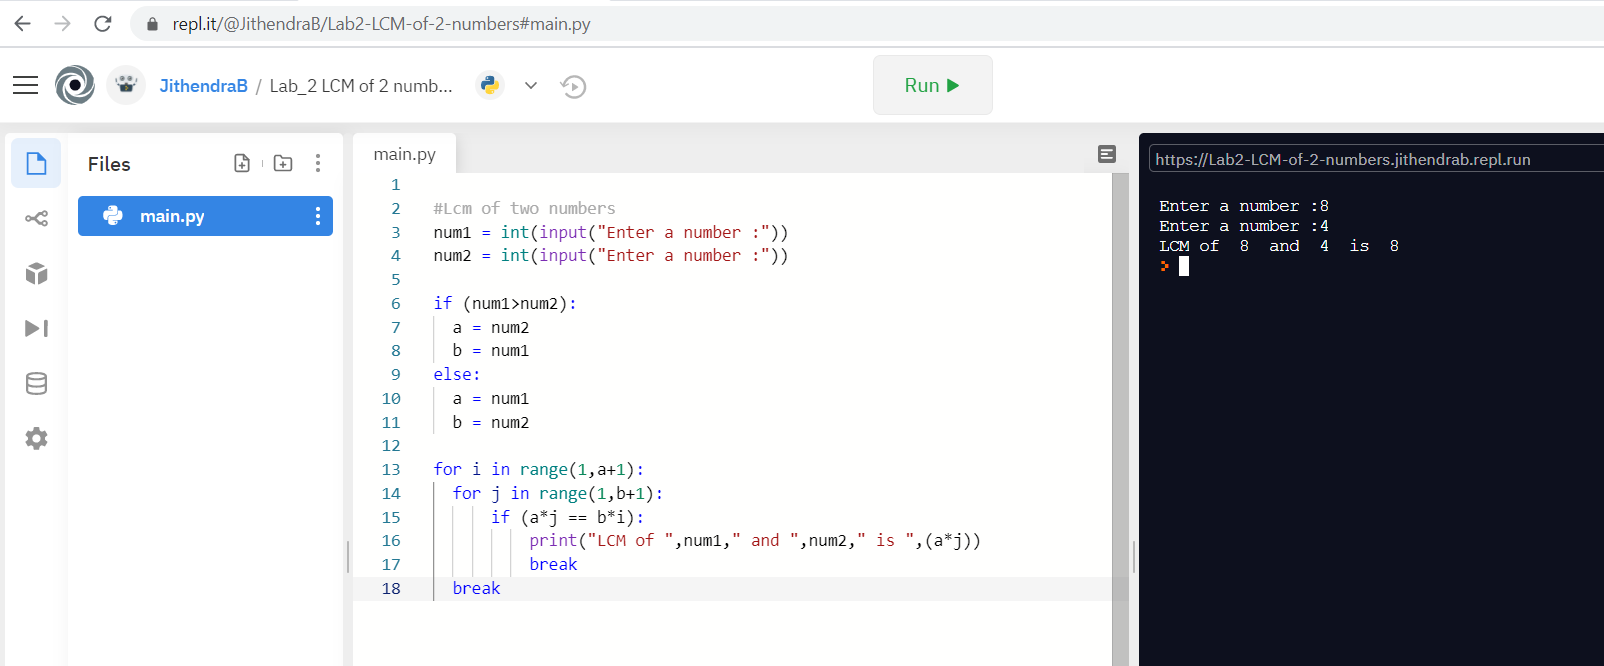 repl.it/@JithendraB/Lab2-LCM-of-2-numbers#main.py
JithendraB / Lab_2 LCM of 2 numb...
Run
Files
main.py
main.py
1
2 #Lcm of two numbers
3 num1 = int(input("Enter a number :"))
4 num2 = int(input("Enter a number :"))
5
6 if (num1>num2):
7 a = num2
8 b = num1
9 else:
10 a = num1
11 b = num2
12
13 for i in range(1,a+1):
14 for j in range(1,b+1):
15 if (a*j == b*i):
16 print("LCM of ",num1," and ",num2," is ",(a*j))
17 break
18 break
https://Lab2-LCM-of-2-numbers.jithendrab.repl.run
Enter a number :8
Enter a number :4
LCM of  8  and  4  is  8
>